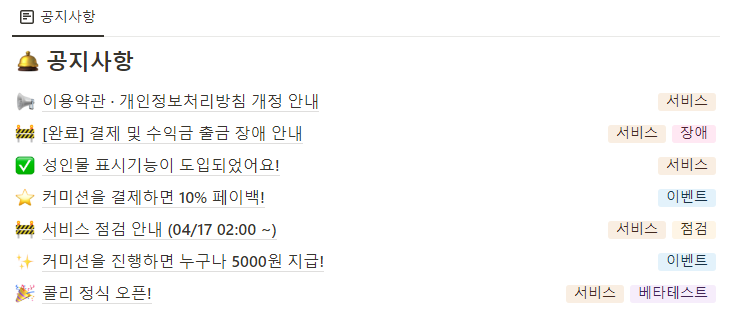 공지사항
공지사항
이용약관 · 개인정보처리방침 개정 안내 서비스
[완료] 결제 및 수익금 출금 장애 안내 서비스 장애
성인물 표시기능이 도입되었어요! 서비스
커미션을 결제하면 10% 페이백! 이벤트
서비스 점검 안내 (04/17 02:00 ~) 서비스 점검
커미션을 진행하면 누구나 5000원 지급! 이벤트
콜리 정식 오픈! 서비스 베타테스트